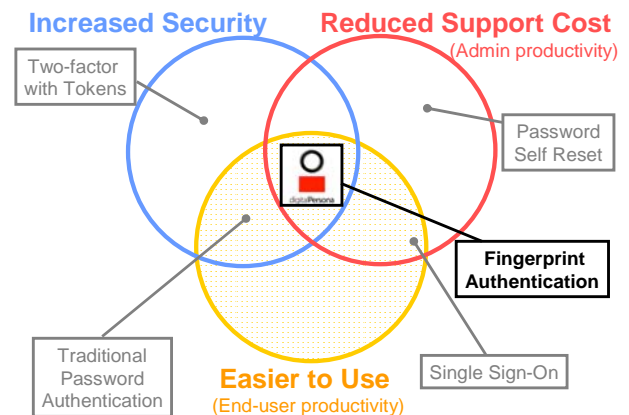 Increased Security
Reduced Support Cost
(Admin productivity)
Two-factor
with Tokens
Password
Self Reset
digitalPersona
Fingerprint
Authentication
Traditional
Password
Authentication
Single Sign-On
Easier to Use
(End-user productivity)